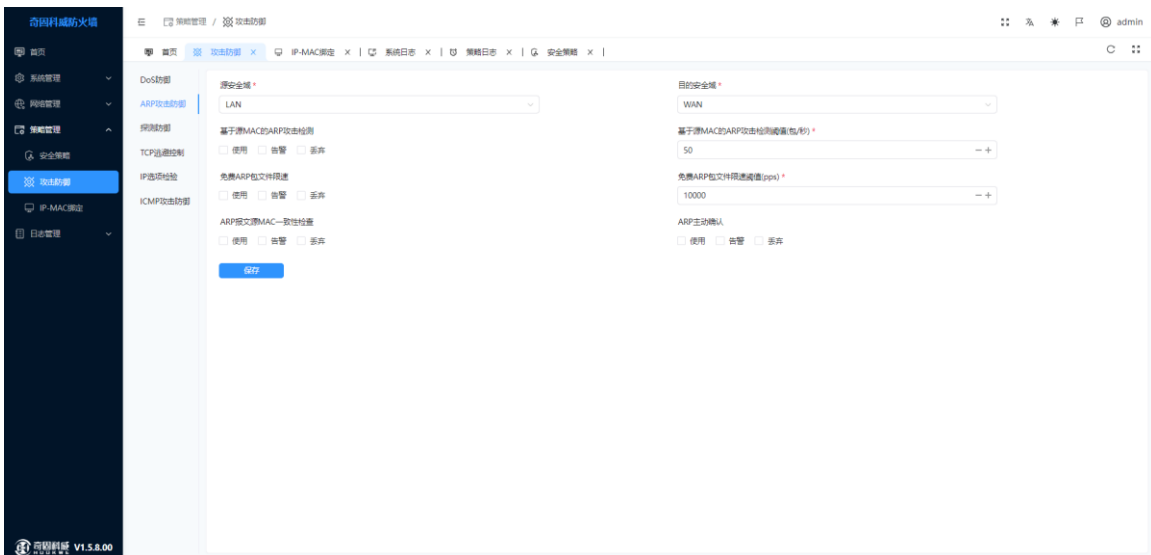 奇固科威防火墙
策略管理 / 攻击防御
admin
首页
系统管理
网络管理
策略管理
安全策略
攻击防御
IP-MAC绑定
日志管理
奇固科威 V1.5.8.00
首页 攻击防御 × IP-MAC绑定 × | 系统日志 × | 策略日志 × | 安全策略 × |
DoS防御
ARP攻击防御
探测防御
TCP逃避控制
IP选项检验
ICMP攻击防御
源安全域 *
LAN
目的安全域 *
WAN
基于源MAC的ARP攻击检测
使用 告警 丢弃
基于源MAC的ARP攻击检测阈值(包/秒) *
50
免费ARP包文件限速
使用 告警 丢弃
免费ARP包文件限速阈值(pps) *
10000
ARP报文源MAC一致性检查
使用 告警 丢弃
ARP主动确认
使用 告警 丢弃
保存